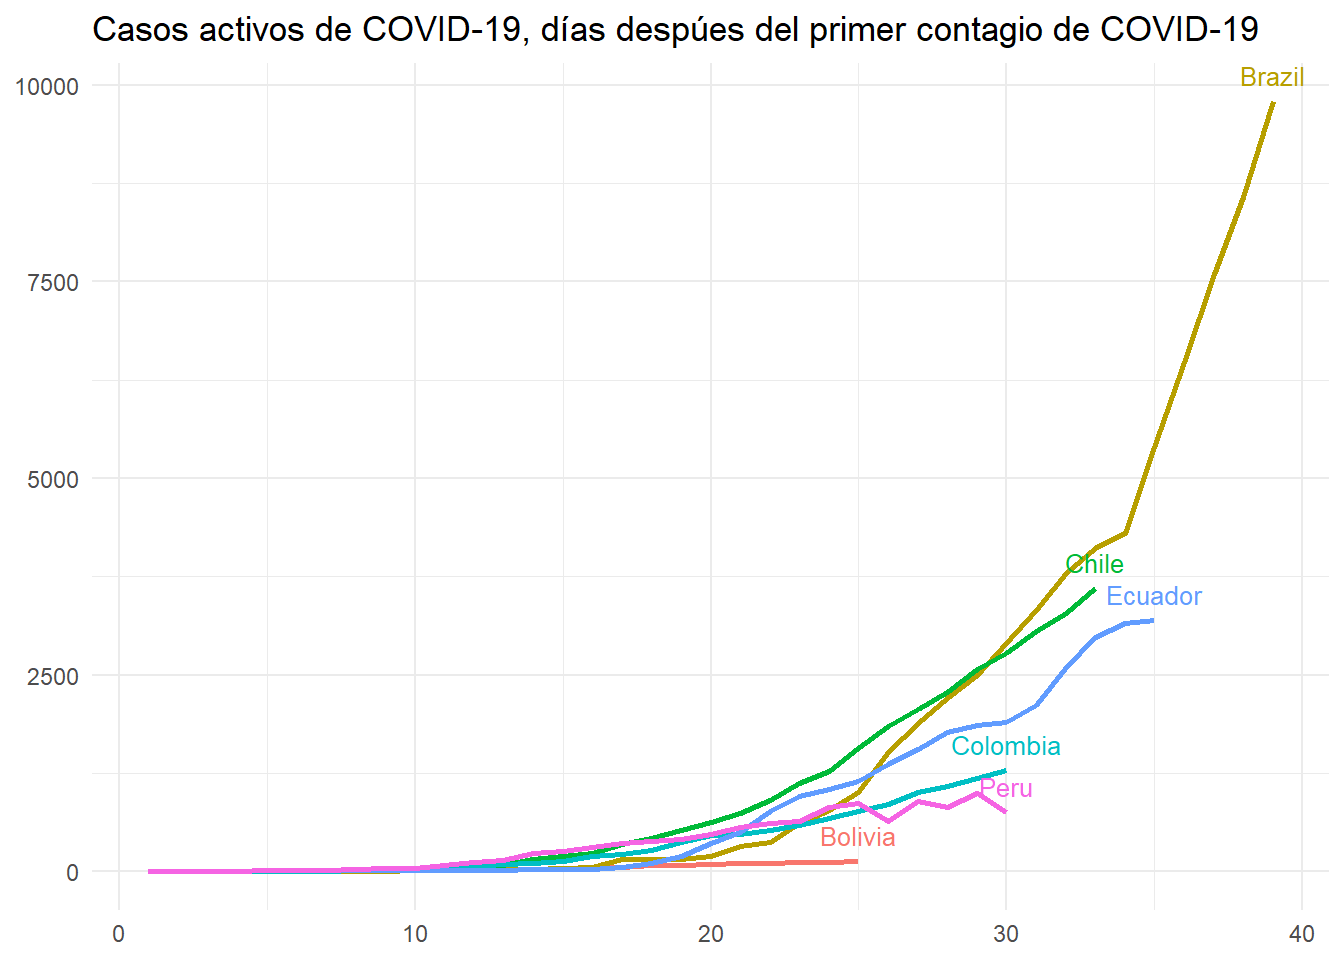 Casos activos de COVID-19, días despúes del primer contagio de COVID-19
10000
Brazil
7500
5000
Chile
Ecuador
2500
Colombia
Peru
Bolivia
0
0 10 20 30 40